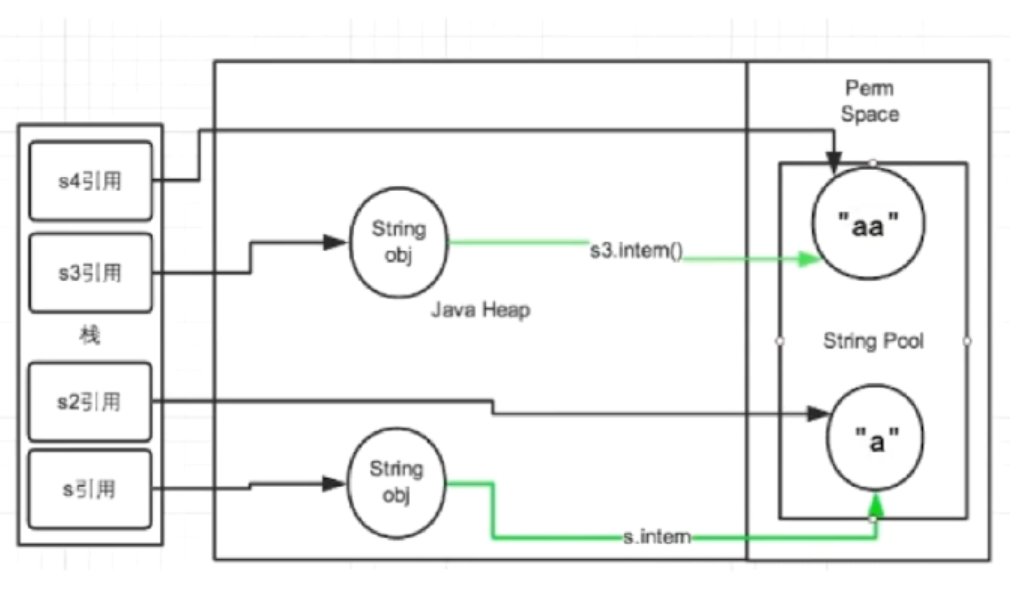 Perm
Space
s4引用
"aa"
String
obj
s3.intern()
s3引用
Java Heap
栈
String Pool
s2引用
"a"
String
obj
s引用
s.intern